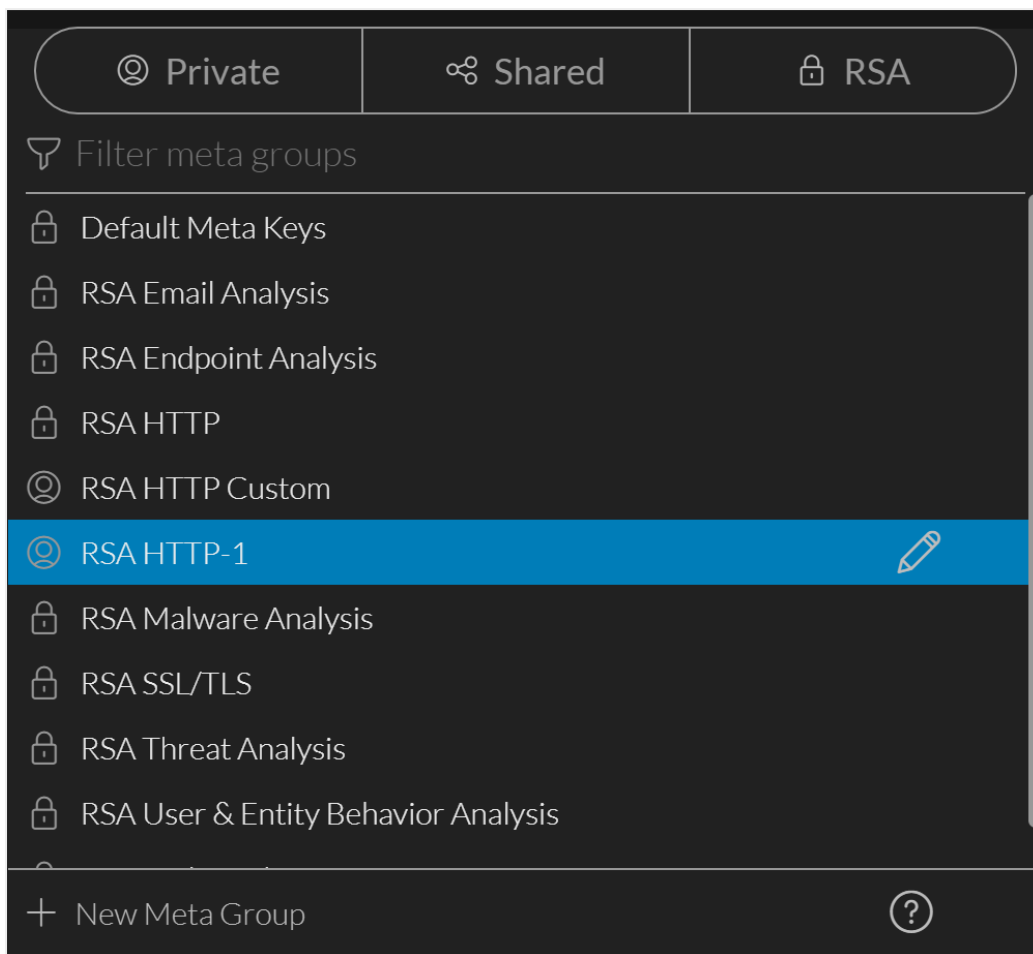 Private Shared RSA
Filter meta groups
Default Meta Keys
RSA Email Analysis
RSA Endpoint Analysis
RSA HTTP
RSA HTTP Custom
RSA HTTP-1
RSA Malware Analysis
RSA SSL/TLS
RSA Threat Analysis
RSA User & Entity Behavior Analysis
+ New Meta Group ?